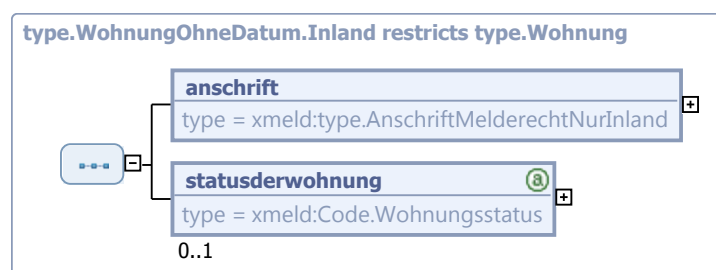 type.WohnungOhneDatum.Inland restricts type.Wohnung
anschrift
type = xmeld:type.AnschriftMelderechtNurInland
statusderwohnung
a
type = xmeld:Code.Wohnungsstatus
0..1